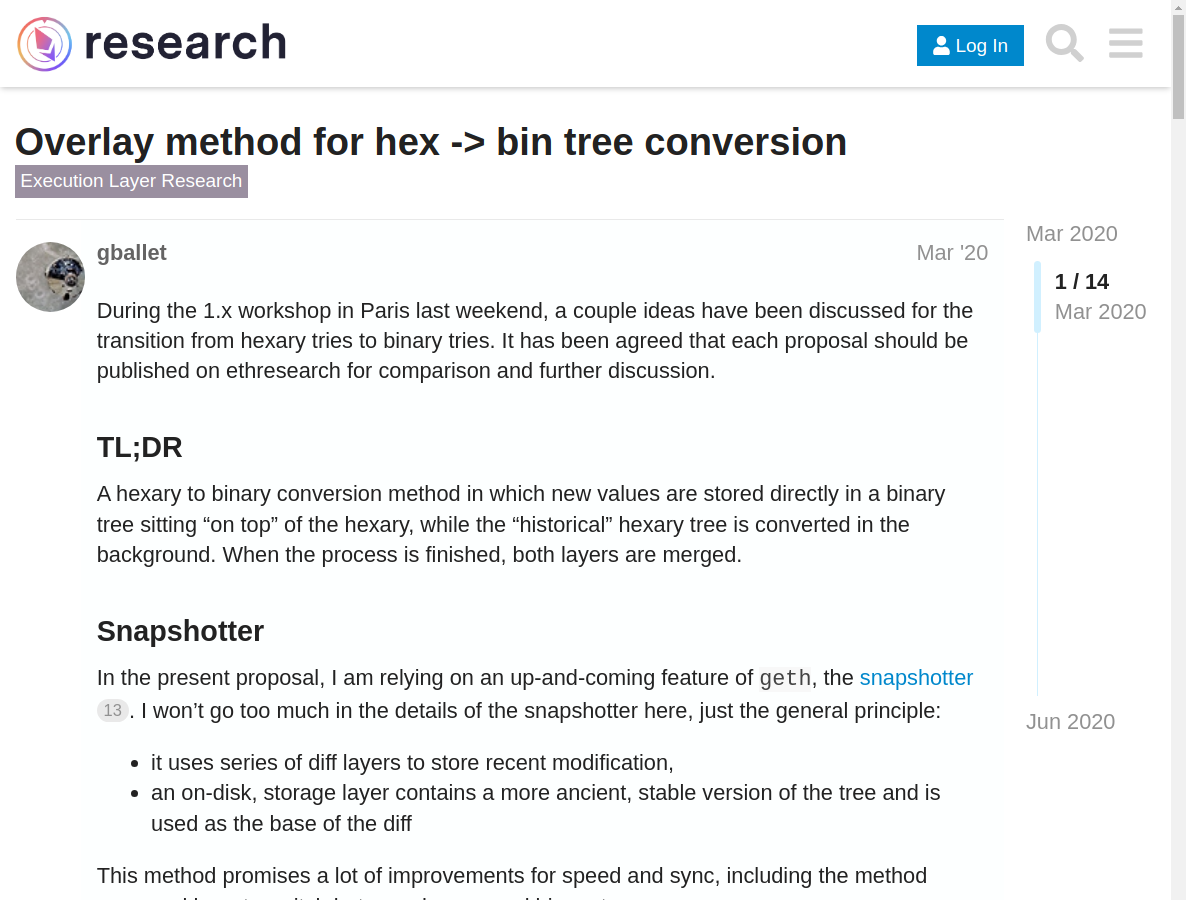 research
Log In
Overlay method for hex -> bin tree conversion
Execution Layer Research
Mar 2020
gballet
Mar '20
1 / 14
Mar 2020
During the 1.x workshop in Paris last weekend, a couple ideas have been discussed for the
transition from hexary tries to binary tries. It has been agreed that each proposal should be
published on ethresearch for comparison and further discussion.
TL;DR
A hexary to binary conversion method in which new values are stored directly in a binary
tree sitting “on top” of the hexary, while the “historical” hexary tree is converted in the
background. When the process is finished, both layers are merged.
Snapshotter
In the present proposal, I am relying on an up-and-coming feature of geth, the snapshotter
13. I won’t go too much in the details of the snapshotter here, just the general principle:
Jun 2020
• it uses series of diff layers to store recent modification,
• an on-disk, storage layer contains a more ancient, stable version of the tree and is
used as the base of the diff
This method promises a lot of improvements for speed and sync, including the method